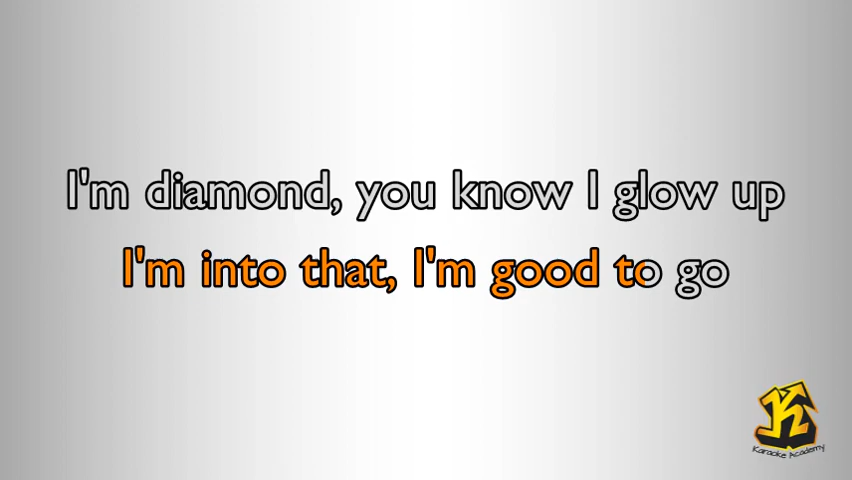 I'm diamond, you know I glow up
I'm into that, I'm good to go
K
Karaoke Academy